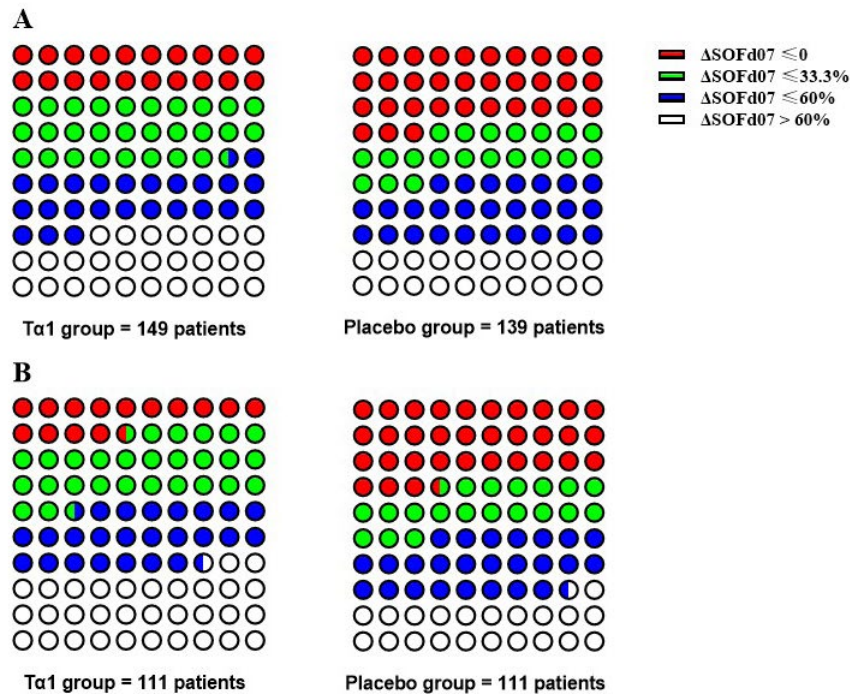 A
ΔSOFd07 ≤0
ΔSOFd07 ≤33.3%
ΔSOFd07 ≤60%
ΔSOFd07 > 60%
Tα1 group = 149 patients
Placebo group = 139 patients
B
Tα1 group = 111 patients
Placebo group = 111 patients